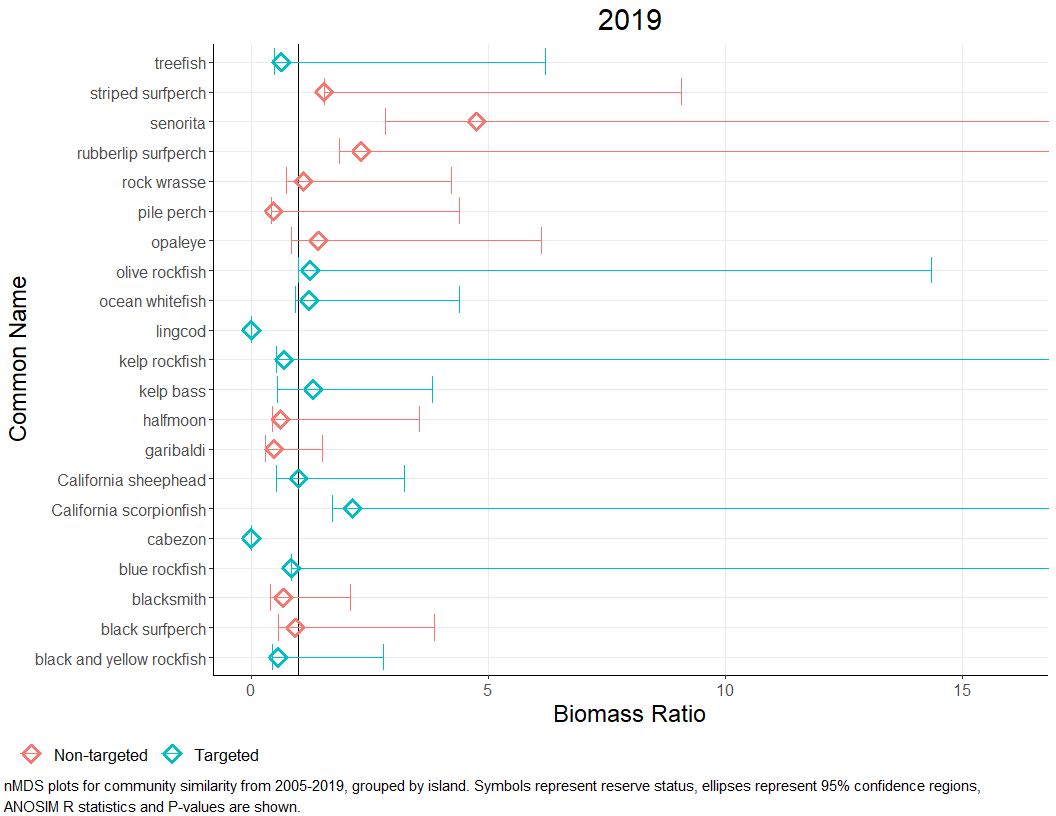 2019
Common Name
treefish
striped surfperch
senorita
rubberlip surfperch
rock wrasse
pile perch
opaleye
olive rockfish
ocean whitefish
lingcod
kelp rockfish
kelp bass
halfmoon
garibaldi
California sheephead
California scorpionfish
cabezon
blue rockfish
blacksmith
black surfperch
black and yellow rockfish
0 5 10 15
Biomass Ratio
Non-targeted Targeted
nMDS plots for community similarity from 2005-2019, grouped by island. Symbols represent reserve status, ellipses represent 95% confidence regions,
ANOSIM R statistics and P-values are shown.